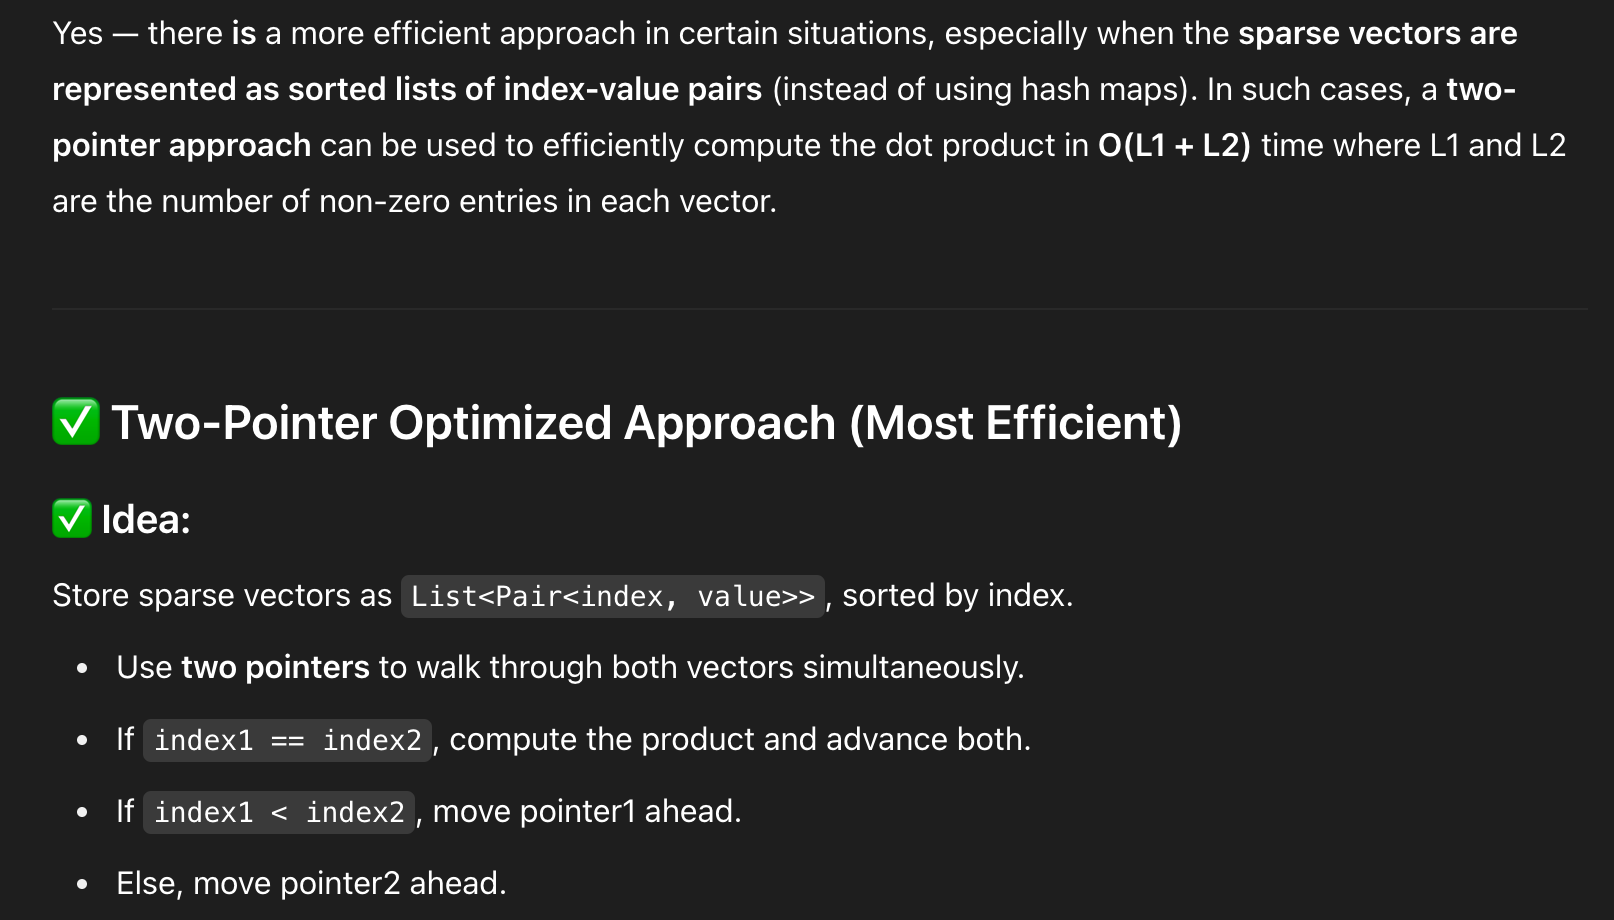 Yes — there is a more efficient approach in certain situations, especially when the sparse vectors are
represented as sorted lists of index-value pairs (instead of using hash maps). In such cases, a two-
pointer approach can be used to efficiently compute the dot product in O(L1 + L2) time where L1 and L2
are the number of non-zero entries in each vector.
✅ Two-Pointer Optimized Approach (Most Efficient)
✅ Idea:
Store sparse vectors as List<Pair<index, value>>, sorted by index.
• Use two pointers to walk through both vectors simultaneously.
• If index1 == index2, compute the product and advance both.
• If index1 < index2, move pointer1 ahead.
• Else, move pointer2 ahead.